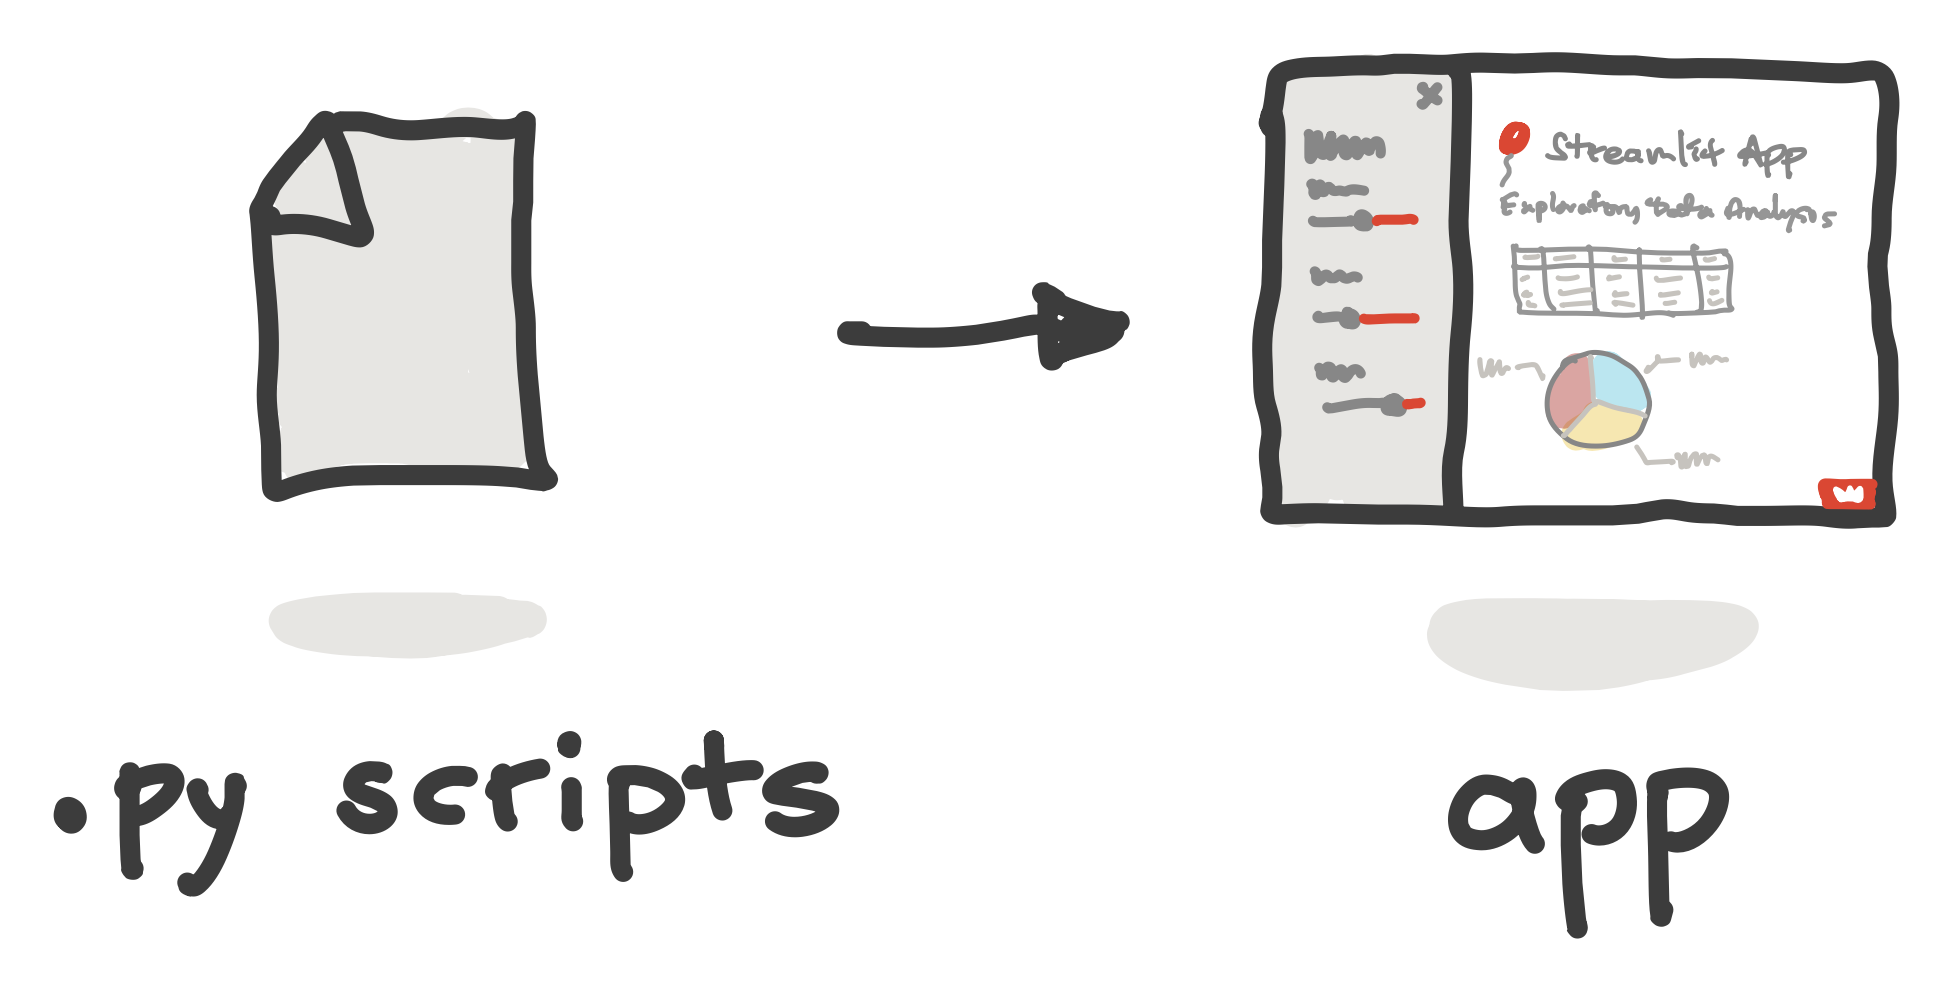 Streamlit App
Exploratory Data Analysis
.py scripts
app